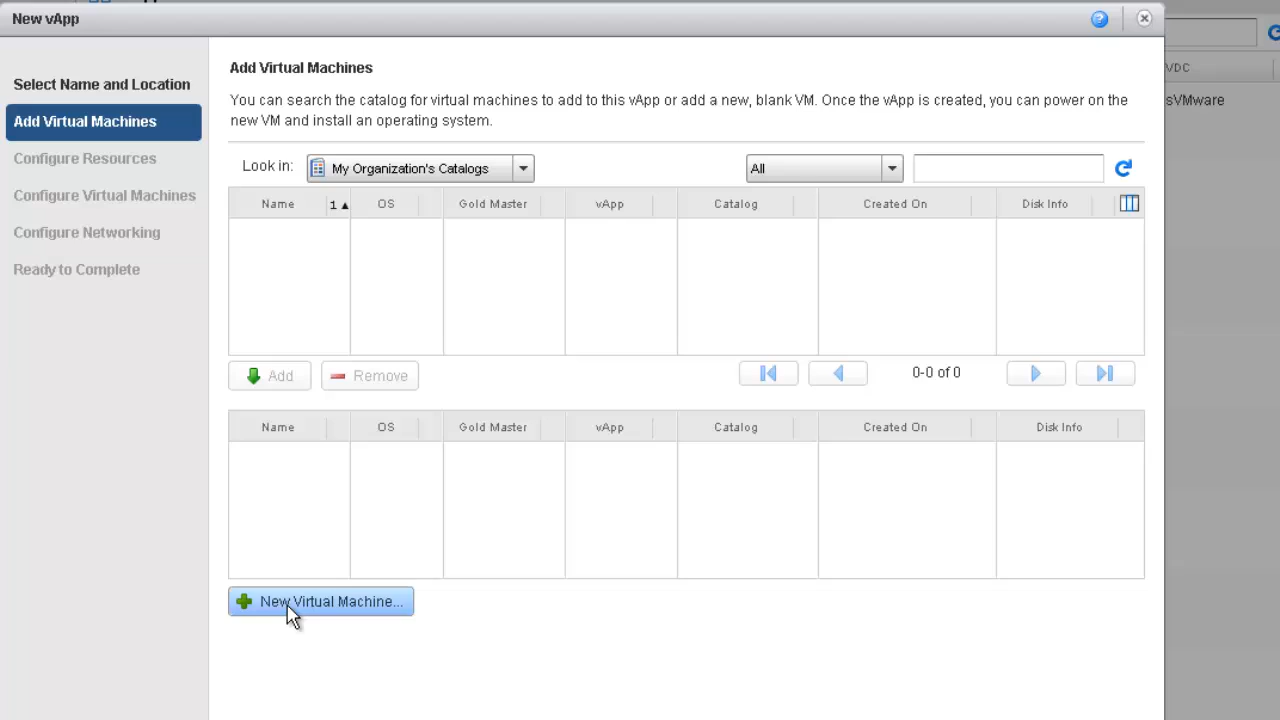 New vApp
VDC
sVMware
Select Name and Location
Add Virtual Machines
Configure Resources
Configure Virtual Machines
Configure Networking
Ready to Complete
Add Virtual Machines
You can search the catalog for virtual machines to add to this vApp or add a new, blank VM. Once the vApp is created, you can power on the
new VM and install an operating system.
Look in: My Organization's Catalogs All
Name 1 ▲ OS Gold Master vApp Catalog Created On Disk Info
Add Remove 0-0 of 0
Name OS Gold Master vApp Catalog Created On Disk Info
New Virtual Machine...